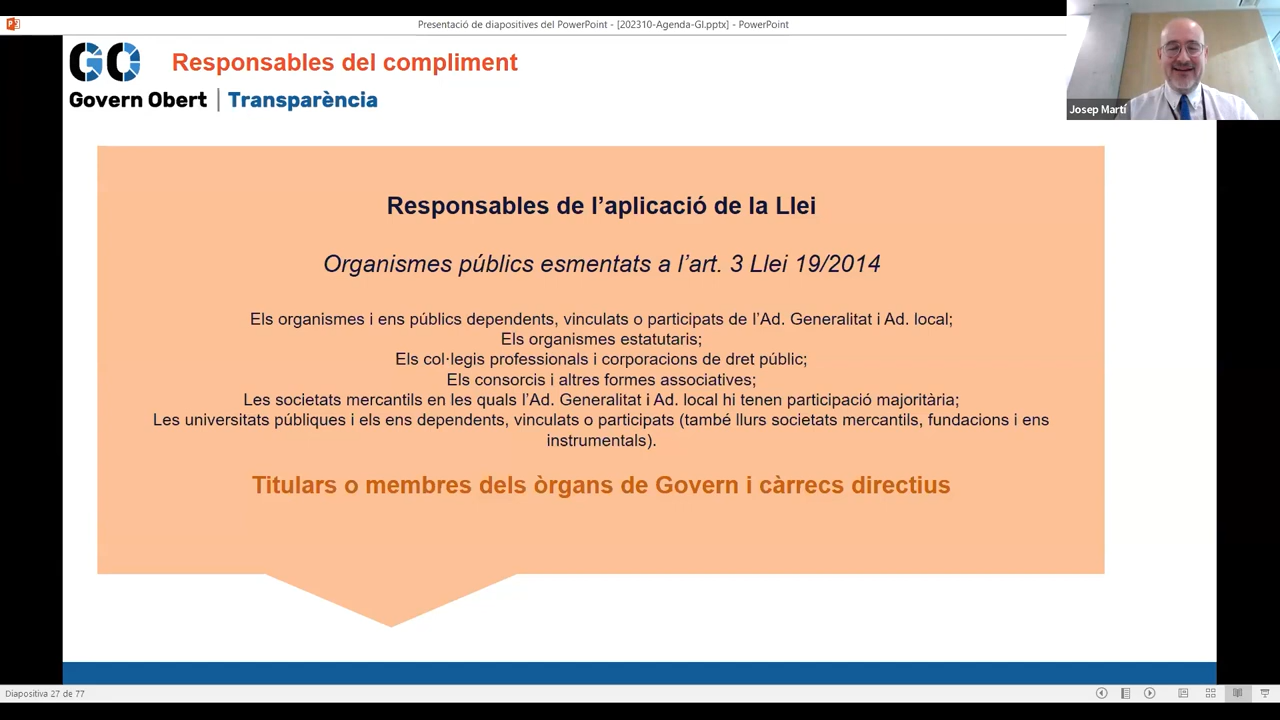 Presentació de diapositives del PowerPoint - [202310-Agenda-GI.pptx] - PowerPoint
GO
Responsables del compliment
Govern Obert | Transparència
Josep Martí
Responsables de l’aplicació de la Llei
Organismes públics esmentats a l’art. 3 Llei 19/2014
Els organismes i ens públics dependents, vinculats o participats de l’Ad. Generalitat i Ad. local;
Els organismes estatutaris;
Els col·legis professionals i corporacions de dret públic;
Els consorcis i altres formes associatives;
Les societats mercantils en les quals l’Ad. Generalitat i Ad. local hi tenen participació majoritària;
Les universitats públiques i els ens dependents, vinculats o participats (també llurs societats mercantils, fundacions i ens
instrumentals).
Titulars o membres dels òrgans de Govern i càrrecs directius
Diapositiva 27 de 77